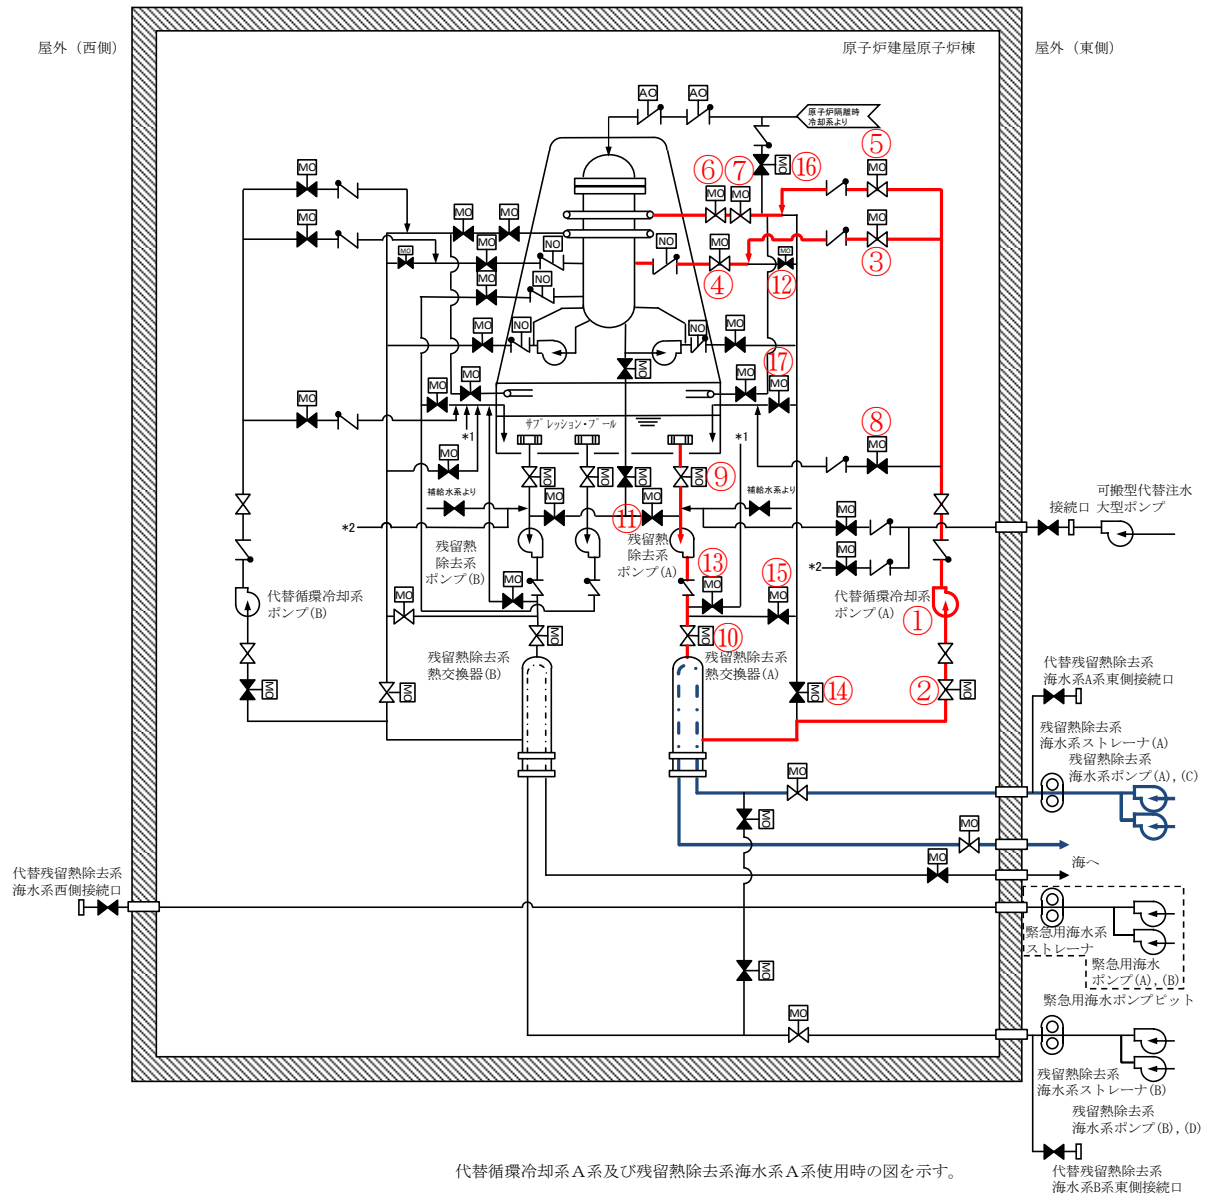 屋外（西側）
原子炉建屋原子炉棟
屋外（東側）
AO
AO
原子炉隔離時
冷却系より
⑤
⑥
⑦
MO
⑯
MO
MO
MO
MO
MO
MO
MO
MO
MO
NO
NO
MO
MO
③
MO
MO
④
⑫
MO
NO
MO
NO
NO
MO
MO
⑰
MO
MO
MO
MO
MO
サプレッション・プール
*1
*1
⑧
MO
MO
MO
MO
MO
MO
⑨
補給水系より
補給水系より
MO
MO
⑪
*2
MO
接続口
可搬型代替注水
大型ポンプ
残留熱
除去系
ポンプ(B)
残留熱
除去系
ポンプ(A)
MO
*2
代替循環冷却系
ポンプ(B)
代替循環冷却系
ポンプ(A)
①
MO
MO
⑬
MO
⑮
MO
MO
MO
⑩
残留熱除去系
熱交換器(B)
残留熱除去系
熱交換器(A)
MO
MO
MO
⑭
②
MO
代替残留熱除去系
海水系A系東側接続口
残留熱除去系
海水系ストレーナ(A)
残留熱除去系
海水系ポンプ(A),(C)
MO
MO
MO
MO
海へ
代替残留熱除去系
海水系西側接続口
緊急用海水系
ストレーナ
緊急用海水
ポンプ(A),(B)
緊急用海水ポンプピット
MO
MO
残留熱除去系
海水系ストレーナ(B)
残留熱除去系
海水系ポンプ(B),(D)
代替残留熱除去系
海水系B系東側接続口
代替循環冷却系Ａ系及び残留熱除去系海水系Ａ系使用時の図を示す。